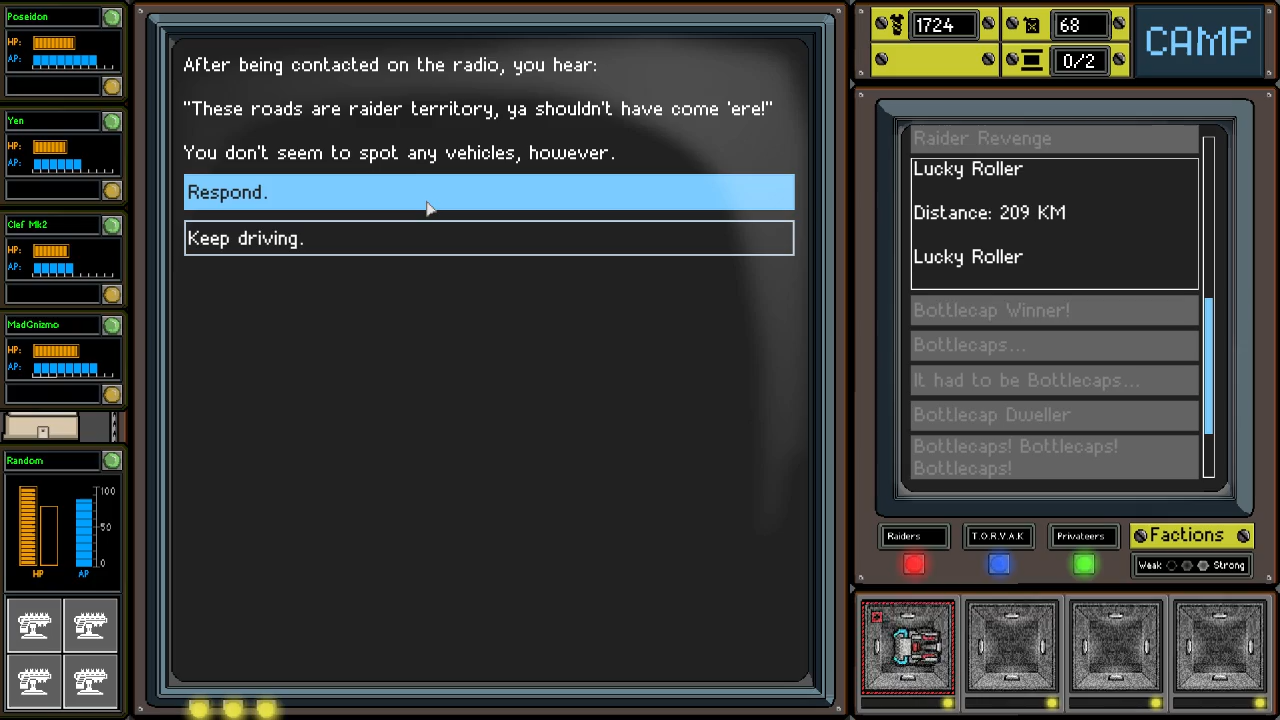 Poseidon
HP:
AP:
Yen
HP:
AP:
Clef Mk2
HP:
AP:
MadGnizmo
HP:
AP:
Random
100
50
0
HP
AP
After being contacted on the radio, you hear:
"These roads are raider territory, ya shouldn't have come 'ere!"
You don't seem to spot any vehicles, however.
Respond.
Keep driving.
1724
68
0/2
CAMP
Raider Revenge
Lucky Roller
Distance: 209 KM
Lucky Roller
Bottlecap Winner!
Bottlecaps...
It had to be Bottlecaps...
Bottlecap Dweller
Bottlecaps! Bottlecaps!
Bottlecaps!
Raiders
T.O.R.V.A.K
Privateers
Factions
Weak
Strong